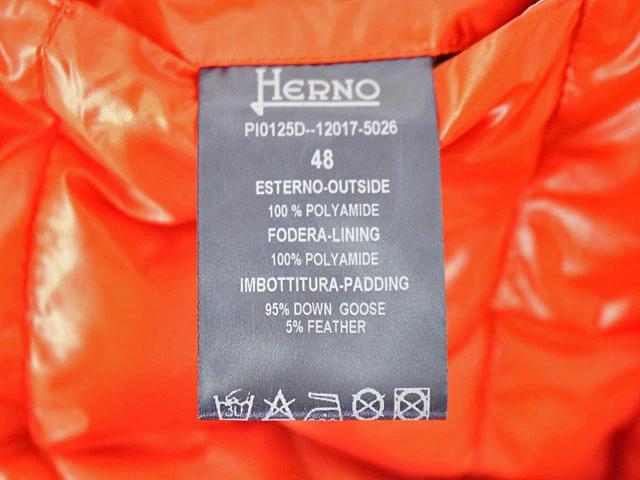 HERNO
PI0125D--12017-5026
48
ESTERNO-OUTSIDE
100 % POLYAMIDE
FODERA-LINING
100% POLYAMIDE
IMBOTTITURA-PADDING
95% DOWN GOOSE
5% FEATHER
30